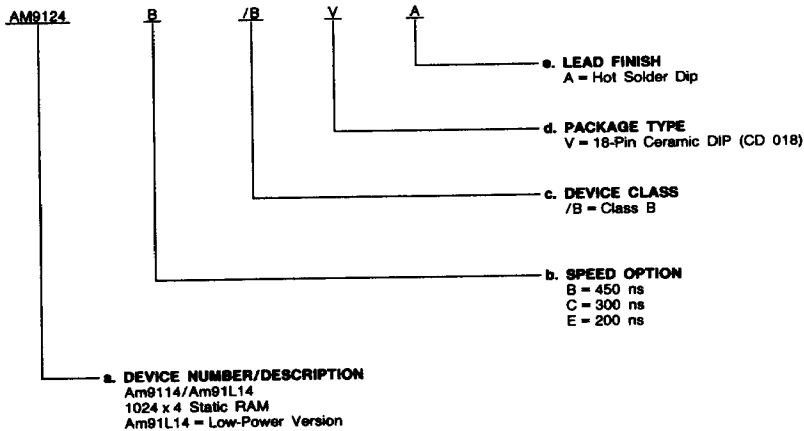 AM9124 B /B V A
e. LEAD FINISH
A = Hot Solder Dip
d. PACKAGE TYPE
V = 18-Pin Ceramic DIP (CD 018)
c. DEVICE CLASS
/B = Class B
b. SPEED OPTION
B = 450 ns
C = 300 ns
E = 200 ns
a. DEVICE NUMBER/DESCRIPTION
Am9114/Am91L14
1024 x 4 Static RAM
Am91L14 = Low-Power Version